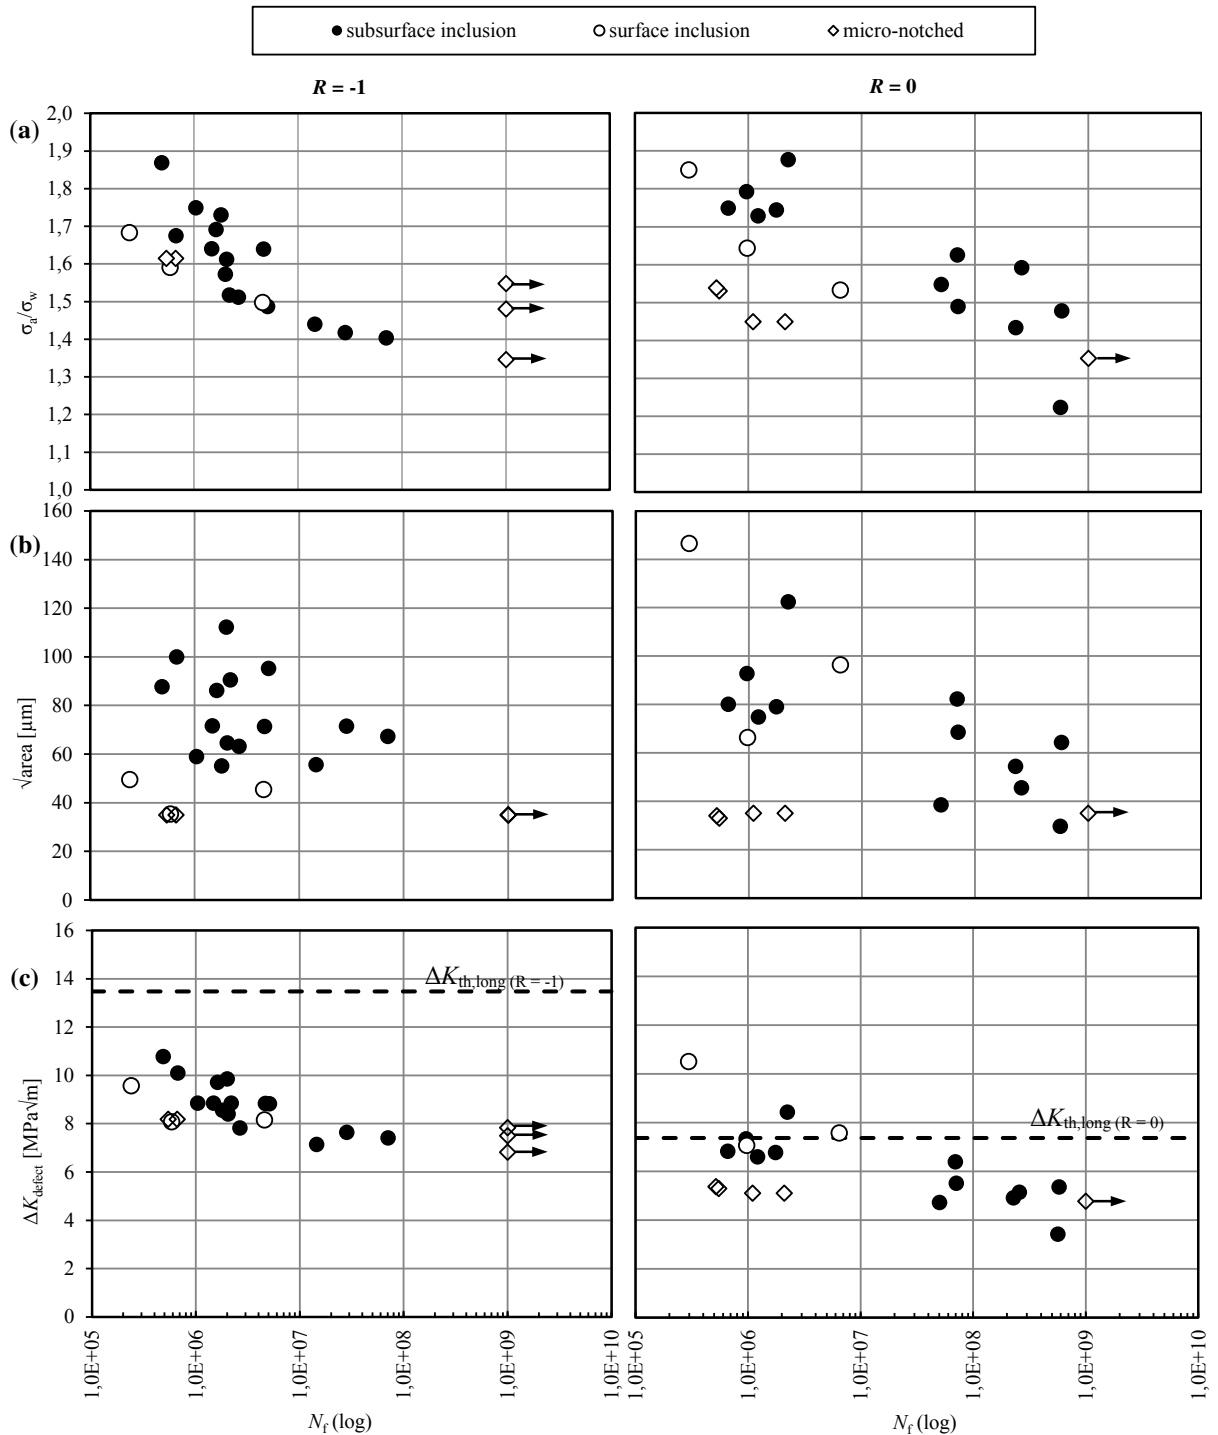 subsurface inclusion surface inclusion micro-notched
R = -1 R = 0
(a)
2,0
1,9
1,8
1,7
1,6
1,5
1,4
1,3
1,2
1,1
1,0
σa/σw
(b)
160
140
120
100
80
60
40
20
0
√area [µm]
(c)
16
14
12
10
8
6
4
2
0
ΔKdefect [MPa√m]
ΔKth,long (R = -1)
ΔKth,long (R = 0)
1,0E+05 1,0E+06 1,0E+07 1,0E+08 1,0E+09 1,0E+10
1,0E+05 1,0E+06 1,0E+07 1,0E+08 1,0E+09 1,0E+10
Nf (log) Nf (log)